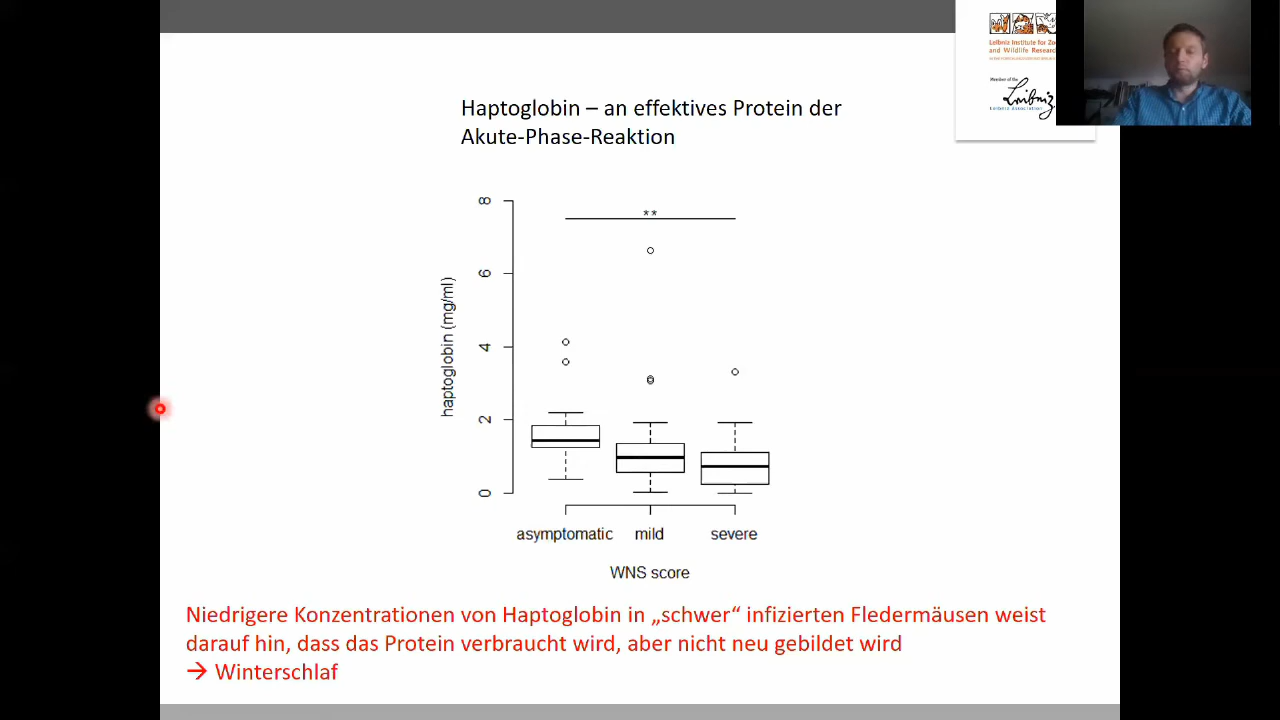 Leibniz Institute for Zo
and Wildlife Resear
Member of the
Leibniz
Leibniz Association
Haptoglobin – an effektives Protein der
Akute-Phase-Reaktion
**
haptoglobin (mg/ml)
8
6
4
2
0
asymptomatic mild severe
WNS score
Niedrigere Konzentrationen von Haptoglobin in „schwer“ infizierten Fledermäusen weist
darauf hin, dass das Protein verbraucht wird, aber nicht neu gebildet wird
→ Winterschlaf